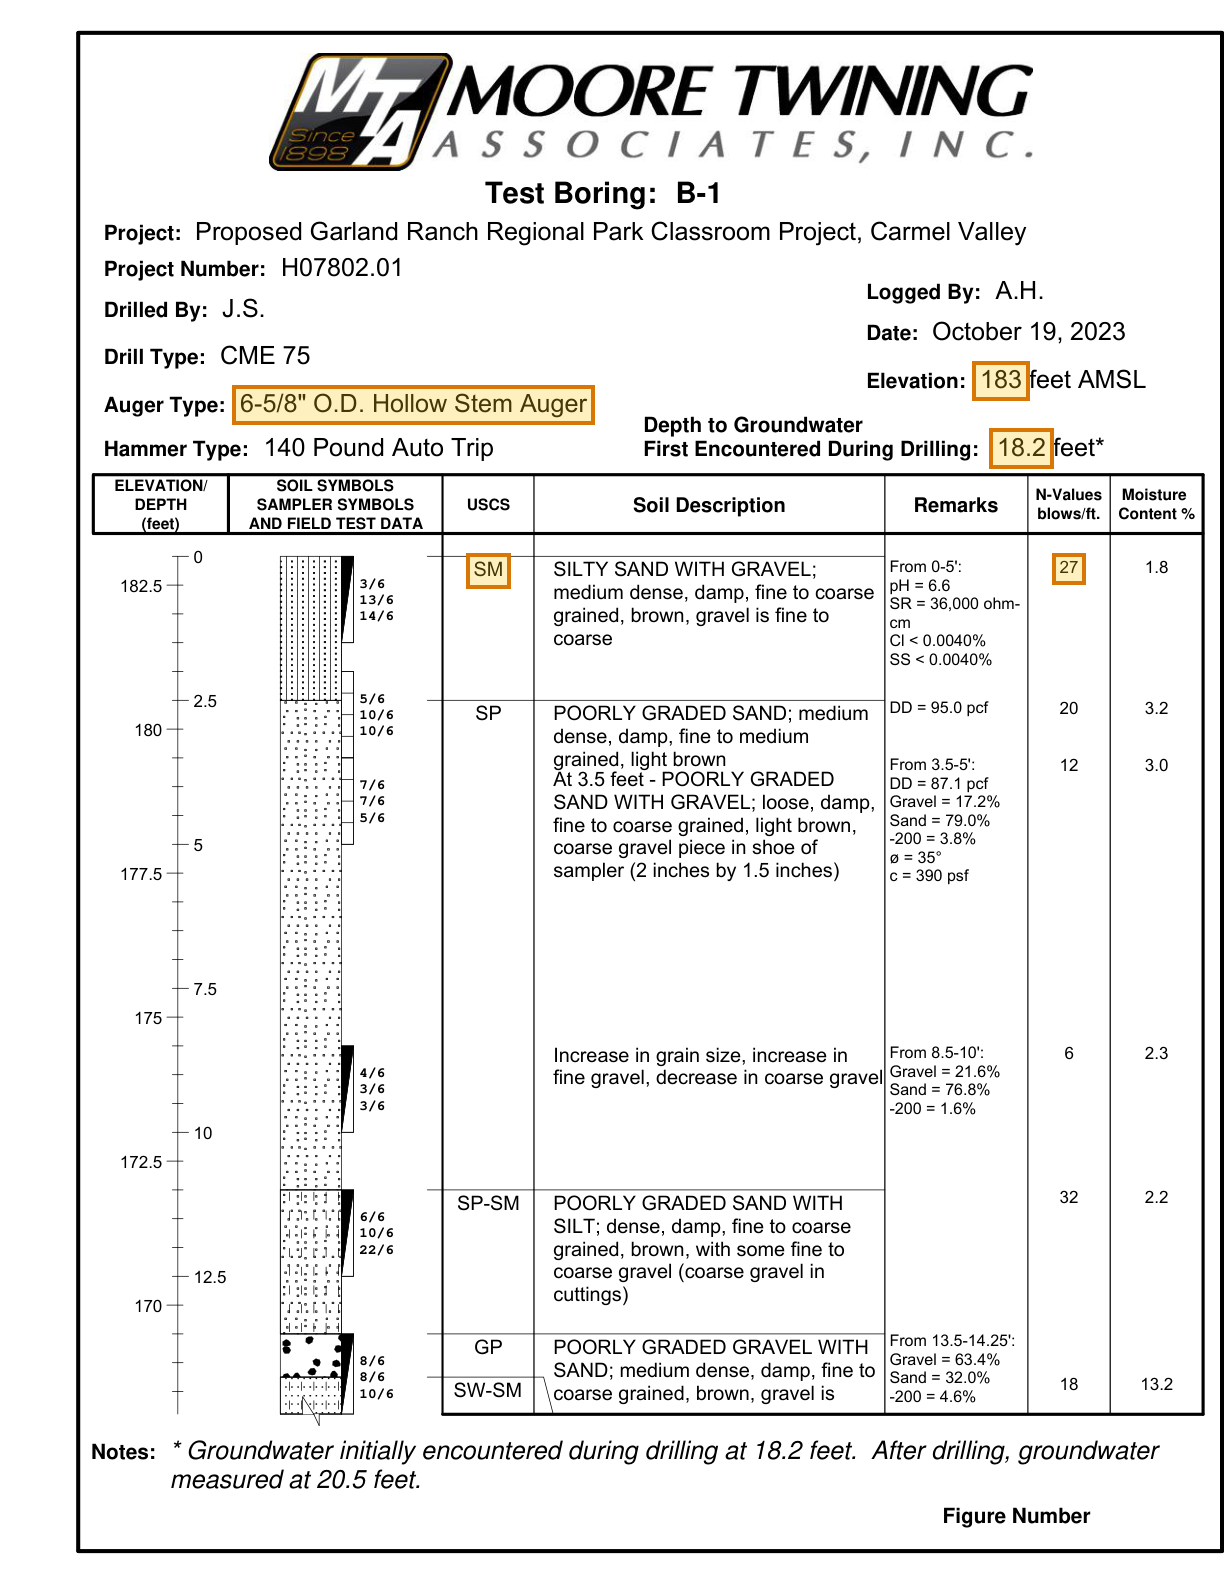 MTA
Since
1898
MOORE TWINING
ASSOCIATES, INC.
Test Boring: B-1
Project: Proposed Garland Ranch Regional Park Classroom Project, Carmel Valley
Project Number: H07802.01
Logged By: A.H.
Drilled By: J.S.
Date: October 19, 2023
Drill Type: CME 75
Elevation: 183 feet AMSL
Auger Type: 6-5/8" O.D. Hollow Stem Auger
Depth to Groundwater
Hammer Type: 140 Pound Auto Trip
First Encountered During Drilling: 18.2 feet*
ELEVATION/
DEPTH
(feet)
SOIL SYMBOLS
SAMPLER SYMBOLS
AND FIELD TEST DATA
USCS
Soil Description
Remarks
N-Values
blows/ft.
Moisture
Content %
0
182.5
3/6
13/6
14/6
SM
SILTY SAND WITH GRAVEL;
medium dense, damp, fine to coarse
grained, brown, gravel is fine to
coarse
From 0-5':
pH = 6.6
SR = 36,000 ohm-
cm
Cl < 0.0040%
SS < 0.0040%
27
1.8
2.5
180
5/6
10/6
10/6
SP
POORLY GRADED SAND; medium
dense, damp, fine to medium
grained, light brown
DD = 95.0 pcf
20
3.2
7/6
7/6
5/6
At 3.5 feet - POORLY GRADED
SAND WITH GRAVEL; loose, damp,
fine to coarse grained, light brown,
coarse gravel piece in shoe of
sampler (2 inches by 1.5 inches)
From 3.5-5':
DD = 87.1 pcf
Gravel = 17.2%
Sand = 79.0%
-200 = 3.8%
ø = 35°
c = 390 psf
12
3.0
5
177.5
7.5
175
4/6
3/6
3/6
Increase in grain size, increase in
fine gravel, decrease in coarse gravel
From 8.5-10':
Gravel = 21.6%
Sand = 76.8%
-200 = 1.6%
6
2.3
10
172.5
6/6
10/6
22/6
SP-SM
POORLY GRADED SAND WITH
SILT; dense, damp, fine to coarse
grained, brown, with some fine to
coarse gravel (coarse gravel in
cuttings)
32
2.2
12.5
170
8/6
8/6
10/6
GP
SW-SM
POORLY GRADED GRAVEL WITH
SAND; medium dense, damp, fine to
coarse grained, brown, gravel is
From 13.5-14.25':
Gravel = 63.4%
Sand = 32.0%
-200 = 4.6%
18
13.2
Notes: * Groundwater initially encountered during drilling at 18.2 feet. After drilling, groundwater
measured at 20.5 feet.
Figure Number